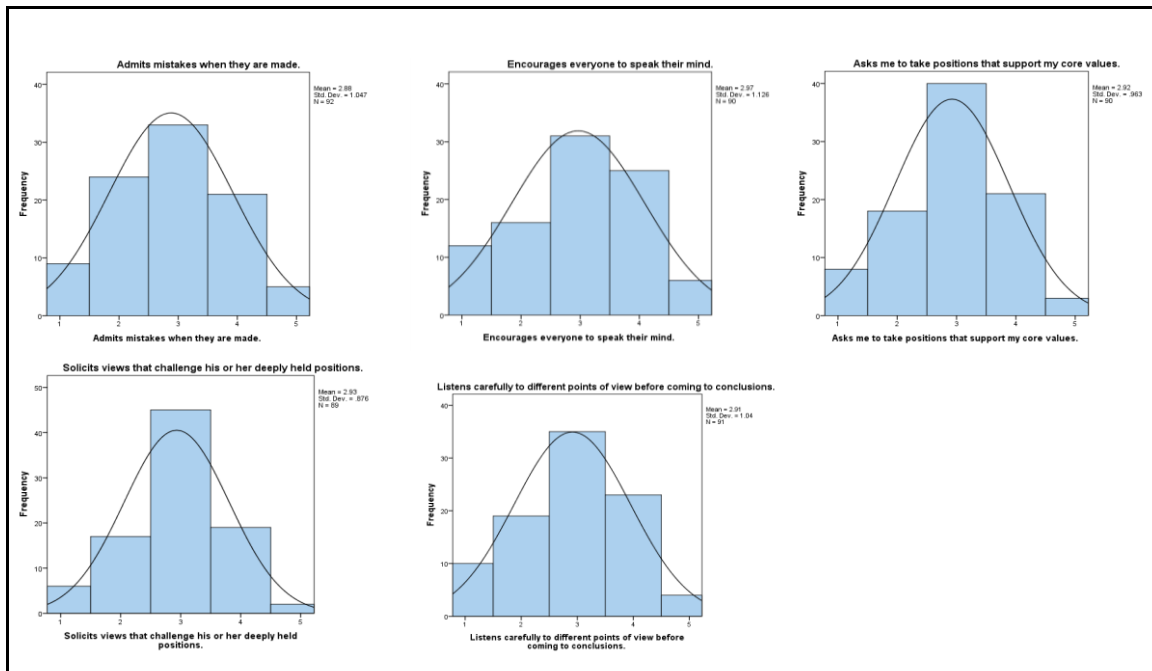 Admits mistakes when they are made.
Mean = 2.88
Std. Dev. = 1.047
N = 92
40
30
20
10
0
Frequency
1 2 3 4 5
Admits mistakes when they are made.
Encourages everyone to speak their mind.
Mean = 2.97
Std. Dev. = 1.126
N = 90
40
30
20
10
0
Frequency
1 2 3 4 5
Encourages everyone to speak their mind.
Asks me to take positions that support my core values.
Mean = 2.92
Std. Dev. = .963
N = 90
40
30
20
10
0
Frequency
1 2 3 4 5
Asks me to take positions that support my core values.
Solicits views that challenge his or her deeply held positions.
Mean = 2.93
Std. Dev. = .876
N = 89
50
40
30
20
10
0
Frequency
1 2 3 4 5
Solicits views that challenge his or her deeply held
positions.
Listens carefully to different points of view before coming to conclusions.
Mean = 2.91
Std. Dev. = 1.04
N = 91
40
30
20
10
0
Frequency
1 2 3 4 5
Listens carefully to different points of view before
coming to conclusions.